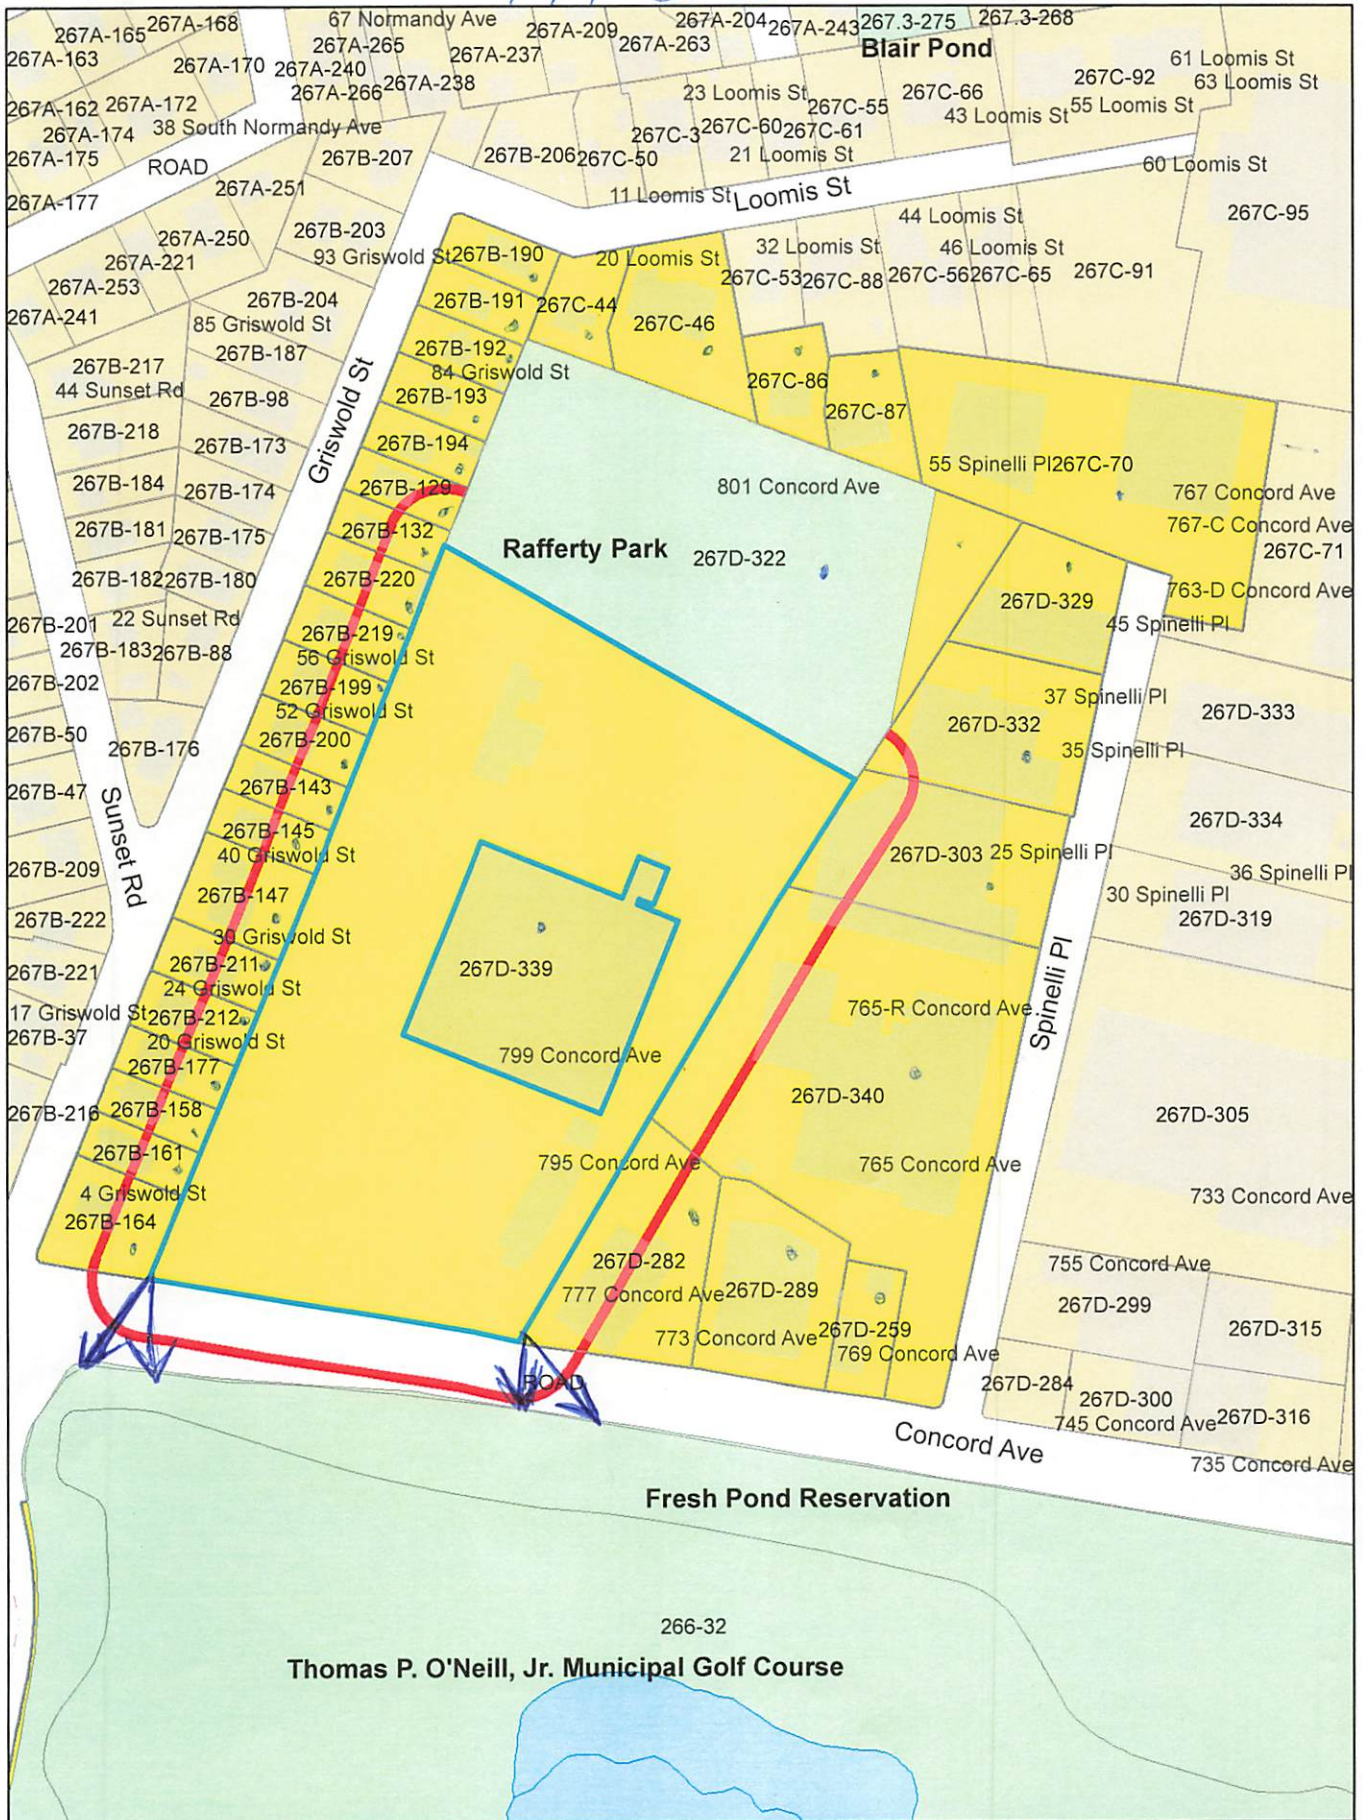 67 Normandy Ave
267A-168
267A-165
267A-209
267A-204
267A-243
267.3-275
267.3-268
267A-163
267A-265
267A-263
Blair Pond
267A-170
267A-240
267A-237
61 Loomis St
267A-266
267A-238
267C-92
63 Loomis St
267A-162
267A-172
23 Loomis St
267C-55
267C-66
55 Loomis St
267A-174
38 South Normandy Ave
267C-3
267C-60
267C-61
43 Loomis St
267A-175
ROAD
267B-207
267B-206
267C-50
21 Loomis St
60 Loomis St
267A-177
267A-251
11 Loomis St
Loomis St
267C-95
267A-250
267B-203
44 Loomis St
267A-221
93 Griswold St
267B-190
20 Loomis St
32 Loomis St
46 Loomis St
267A-253
267B-204
267B-191
267C-44
267C-53
267C-88
267C-56
267C-65
267C-91
267A-241
85 Griswold St
267C-46
267B-217
267B-187
267B-192
44 Sunset Rd
267B-98
84 Griswold St
267C-86
267B-193
267C-87
267B-218
267B-173
Griswold St
267B-194
55 Spinelli Pl
267C-70
267B-184
267B-174
267B-129
801 Concord Ave
767 Concord Ave
267B-181
267B-175
267B-132
767-C Concord Ave
Rafferty Park
267D-322
267C-71
267B-182
267B-180
267B-220
267D-329
763-D Concord Ave
267B-201
22 Sunset Rd
267B-219
45 Spinelli Pl
267B-183
267B-88
56 Griswold St
267B-202
267B-199
37 Spinelli Pl
52 Griswold St
267D-332
267D-333
267B-50
267B-176
267B-200
35 Spinelli Pl
267B-47
267B-143
Sunset Rd
267B-145
267D-334
40 Griswold St
267D-303
25 Spinelli Pl
267B-209
36 Spinelli Pl
267B-147
30 Spinelli Pl
267B-222
30 Griswold St
267D-319
267B-221
267B-211
267D-339
24 Griswold St
Spinelli Pl
17 Griswold St
267B-212
765-R Concord Ave
267B-37
20 Griswold St
799 Concord Ave
267B-177
267D-340
267B-216
267B-158
267D-305
267B-161
795 Concord Ave
765 Concord Ave
4 Griswold St
733 Concord Ave
267B-164
267D-282
755 Concord Ave
777 Concord Ave
267D-289
267D-299
773 Concord Ave
267D-259
267D-315
769 Concord Ave
ROAD
267D-284
267D-300
745 Concord Ave
267D-316
Concord Ave
735 Concord Ave
Fresh Pond Reservation
266-32
Thomas P. O'Neill, Jr. Municipal Golf Course